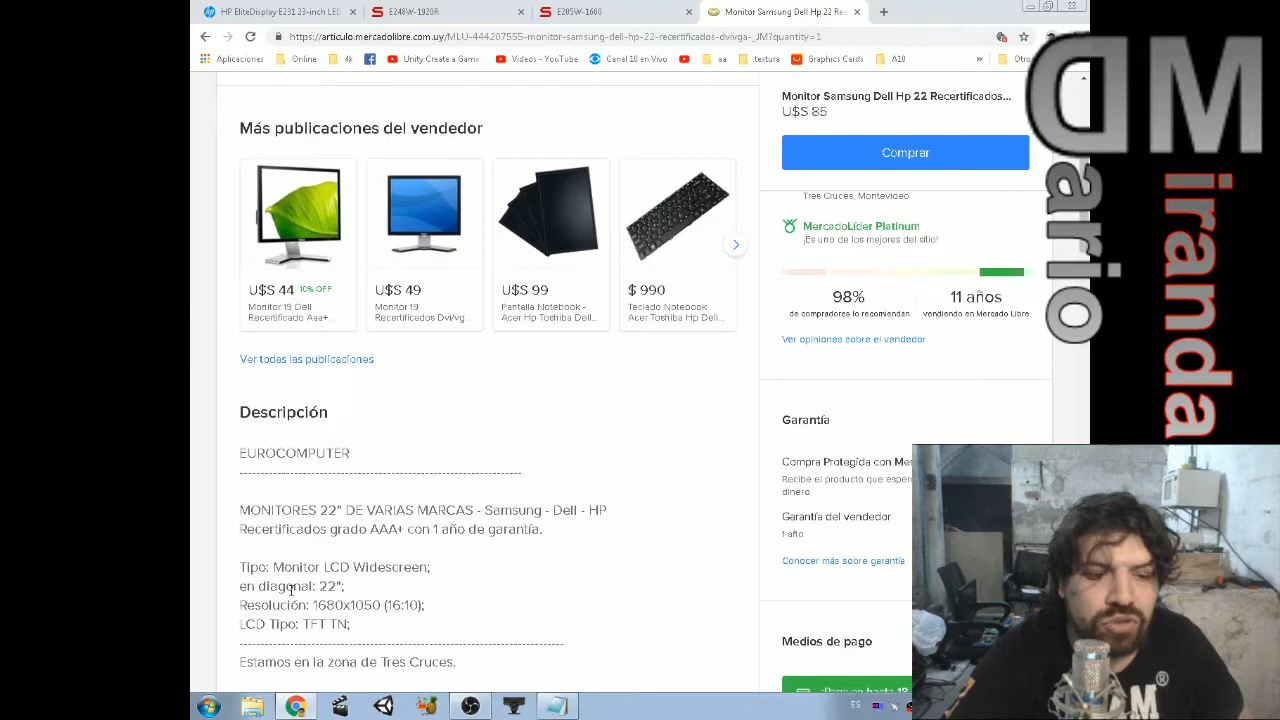 HP EliteDisplay E231 23-inch LED
E248W-1920R
E205W-1600
Monitor Samsung Dell Hp 22 Rec
https://articulo.mercadolibre.com.uy/MLU-444207555-monitor-samsung-dell-hp-22-recertificados-dvivga-_JM?quantity=1
Aplicaciones
Online
4k
Unity Create a Game
Videos - YouTube
Canal 10 en Vivo
aa
textura
Graphics Cards
A10
»
Otros
Más publicaciones del vendedor
U$S 44 10% OFF
Monitor 19 Dell
Recertificado Aaa+...
U$S 49
Monitor 19
Recertificados Dvi/vg...
U$S 99
Pantalla Notebook -
Acer Hp Toshiba Dell...
$ 990
Teclado Notebook
Acer Toshiba Hp Dell...
Ver todas las publicaciones
Descripción
EUROCOMPUTER
--------------------------------------------------------
MONITORES 22" DE VARIAS MARCAS - Samsung - Dell - HP
Recertificados grado AAA+ con 1 año de garantía.
Tipo: Monitor LCD Widescreen;
en diagonal: 22";
Resolución: 1680x1050 (16:10);
LCD Tipo: TFT TN;
----------------------------------------------------------------
Estamos en la zona de Tres Cruces.
Monitor Samsung Dell Hp 22 Recertificados...
U$S 85
Comprar
Tres Cruces, Montevideo
MercadoLíder Platinum
¡Es uno de los mejores del sitio!
98%
de compradores lo recomiendan
11 años
vendiendo en Mercado Libre
Ver opiniones sobre el vendedor
Garantía
Compra Protegida con Mer
Recibe el producto que esper
dinero
Garantía del vendedor
1 año
Conocer más sobre garantía
Medios de pago
¡Paga en hasta 18
ES
Dario
Miranda
M
®